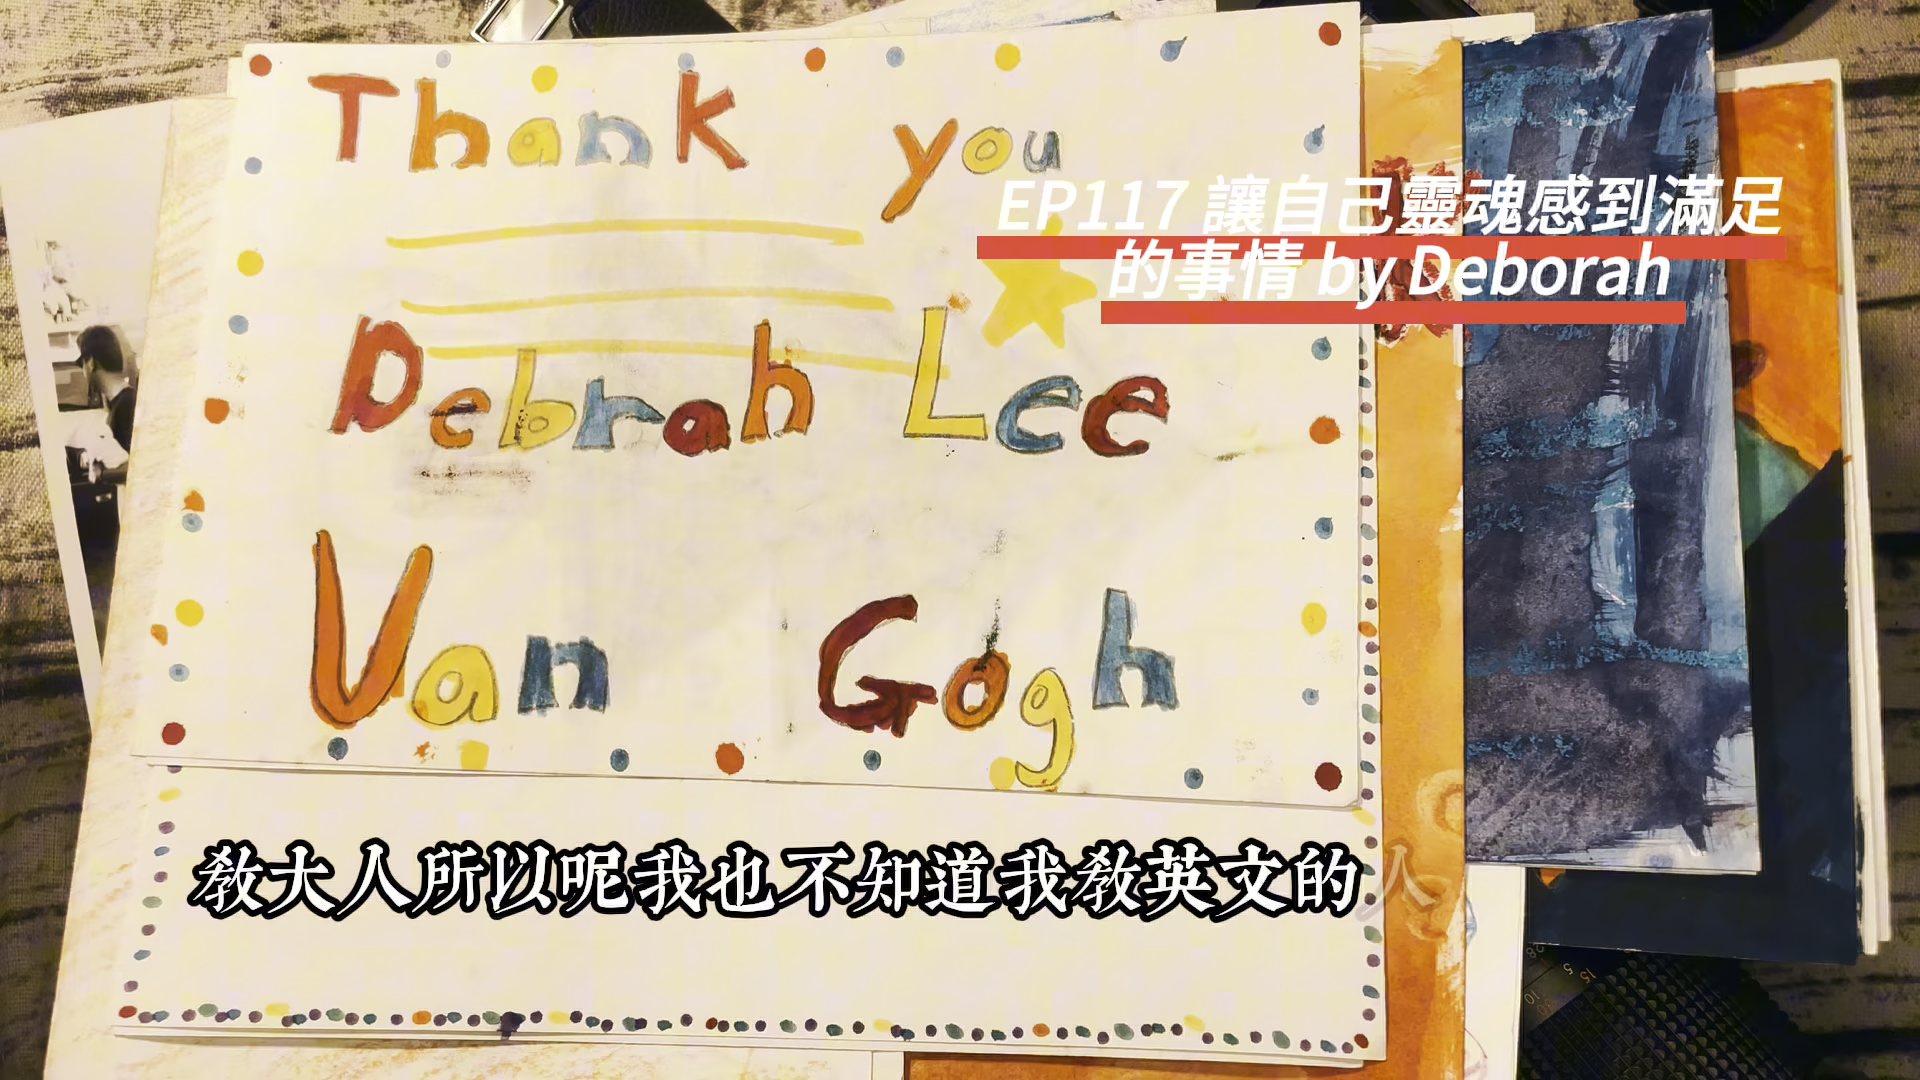 Thank you
EP117 讓自己靈魂感到滿足
的事情 by Deborah
Debrah Lee
Van Gogh
教大人所以呢我也不知道我教英文的人